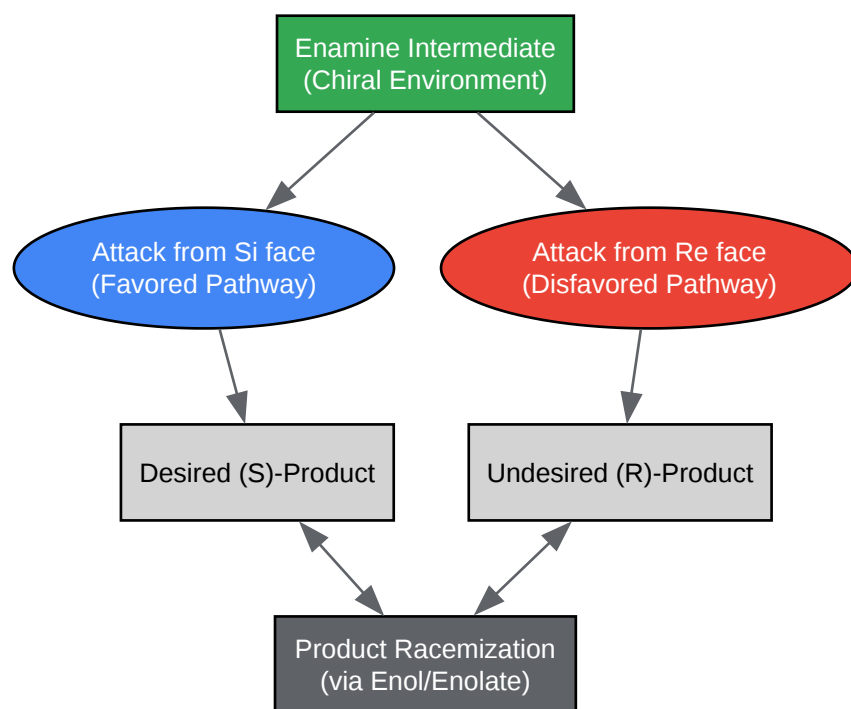 Enamine Intermediate
(Chiral Environment)
Attack from Si face
(Favored Pathway)
Attack from Re face
(Disfavored Pathway)
Desired (S)-Product
Undesired (R)-Product
Product Racemization
(via Enol/Enolate)